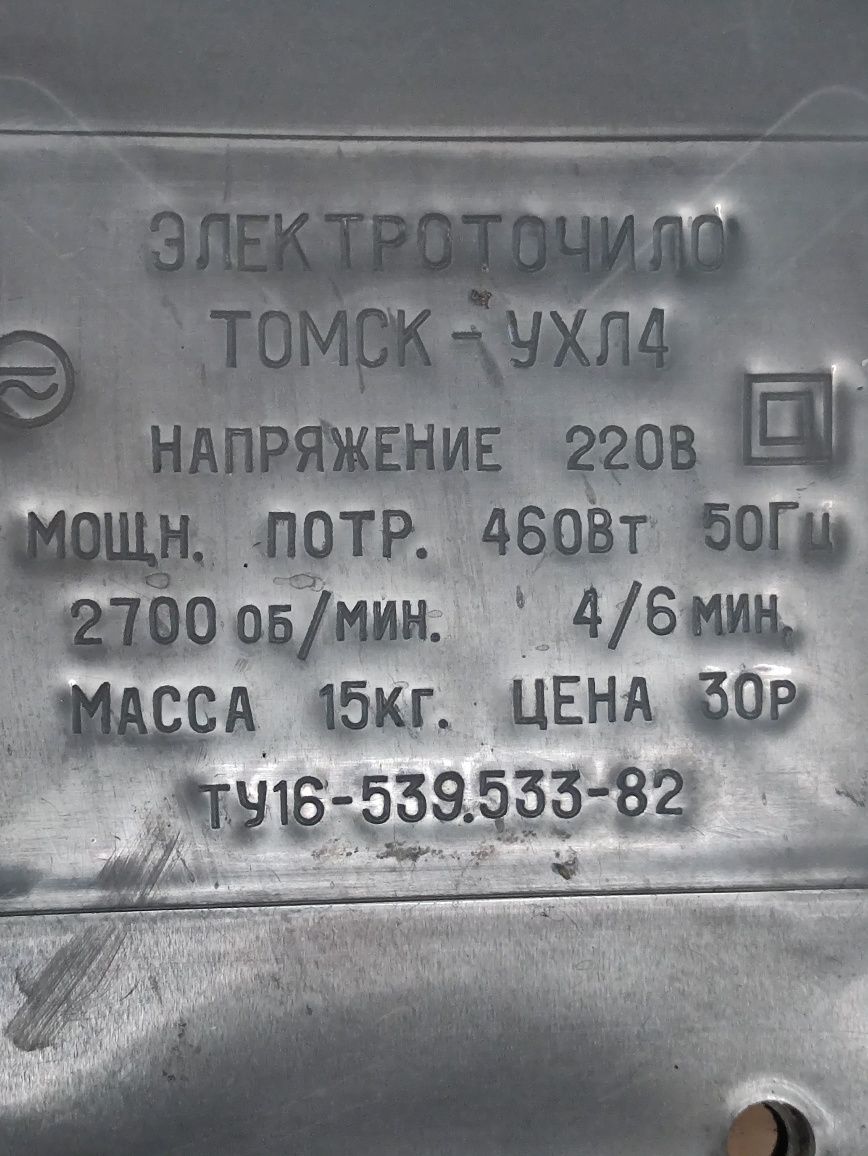 ЭЛЕКТРОТОЧИЛО
ТОМСК-УХЛ4
НАПРЯЖЕНИЕ 220В
МОЩН. ПОТР. 460Вт 50Гц
2700 об/мин. 4/6 мин.
МАССА 15кг. ЦЕНА 30р
ТУ16-539.533-82